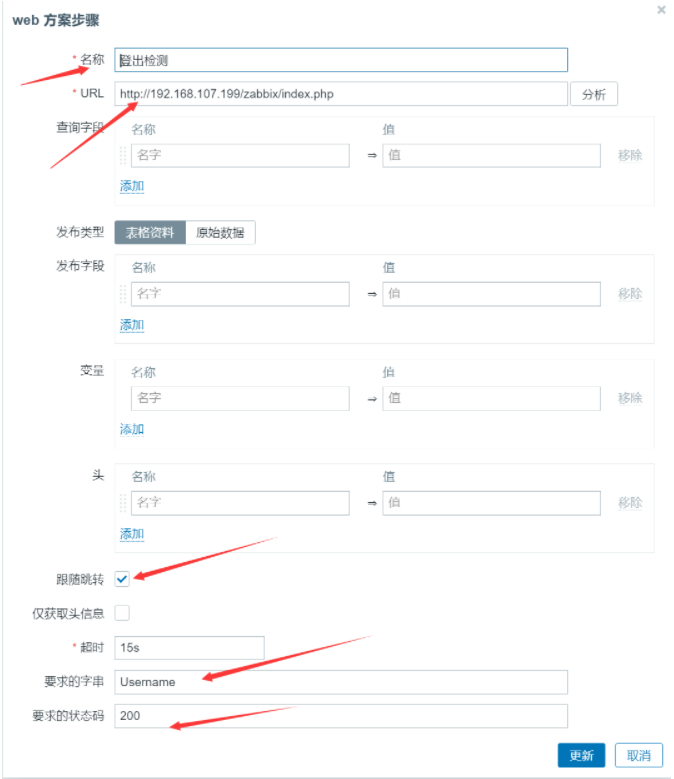 web 方案步骤
×
* 名称 登出检测
* URL http://192.168.107.199/zabbix/index.php 分析
查询字段 名称 值
名字 ⇒ 值 移除
添加
发布类型 表格资料 原始数据
发布字段 名称 值
名字 ⇒ 值 移除
添加
变量 名称 值
名字 ⇒ 值 移除
添加
头 名称 值
名字 ⇒ 值 移除
添加
跟随跳转
仅获取头信息
* 超时 15s
要求的字串 Username
要求的状态码 200
更新 取消